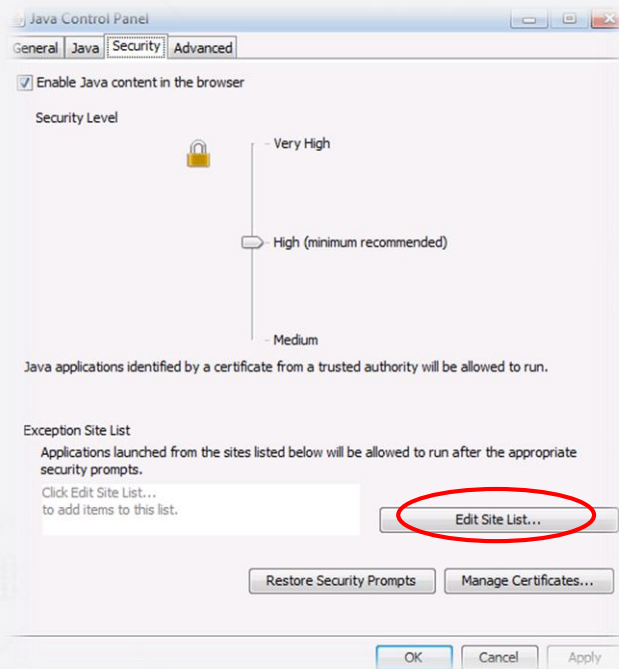 Java Control Panel
General Java Security Advanced
Enable Java content in the browser
Security Level
Very High
High (minimum recommended)
Medium
Java applications identified by a certificate from a trusted authority will be allowed to run.
Exception Site List
Applications launched from the sites listed below will be allowed to run after the appropriate
security prompts.
Click Edit Site List...
to add items to this list.
Edit Site List...
Restore Security Prompts Manage Certificates...
OK Cancel Apply